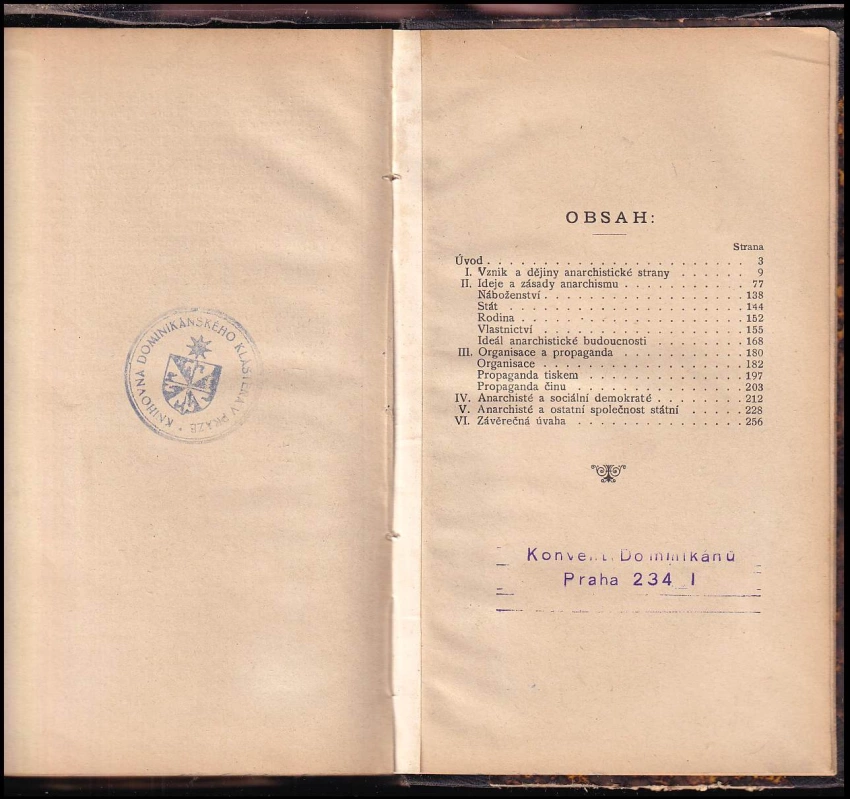 KNIHOVNA DOMINIKÁNSKÉHO KLÁŠTERA V PRAZE
OBSAH:
Strana
Úvod . . . . . . . . . . . . . . . . . . . . . . . 3
I. Vznik a dějiny anarchistické strany . . . . . . 9
II. Ideje a zásady anarchismu . . . . . . . . . . . 77
Náboženství . . . . . . . . . . . . . . . . . . 138
Stát . . . . . . . . . . . . . . . . . . . . . 144
Rodina . . . . . . . . . . . . . . . . . . . . 152
Vlastnictví . . . . . . . . . . . . . . . . . . 155
Ideál anarchistické budoucnosti . . . . . . . . 168
III. Organisace a propaganda . . . . . . . . . . . . 180
Organisace . . . . . . . . . . . . . . . . . . 182
Propaganda tiskem . . . . . . . . . . . . . . . 197
Propaganda činu . . . . . . . . . . . . . . . . 203
IV. Anarchisté a sociální demokraté . . . . . . . . 212
V. Anarchisté a ostatní společnost státní . . . . . 228
VI. Závěrečná úvaha . . . . . . . . . . . . . . . . 256
Konvent Dominikánů
Praha 234 I